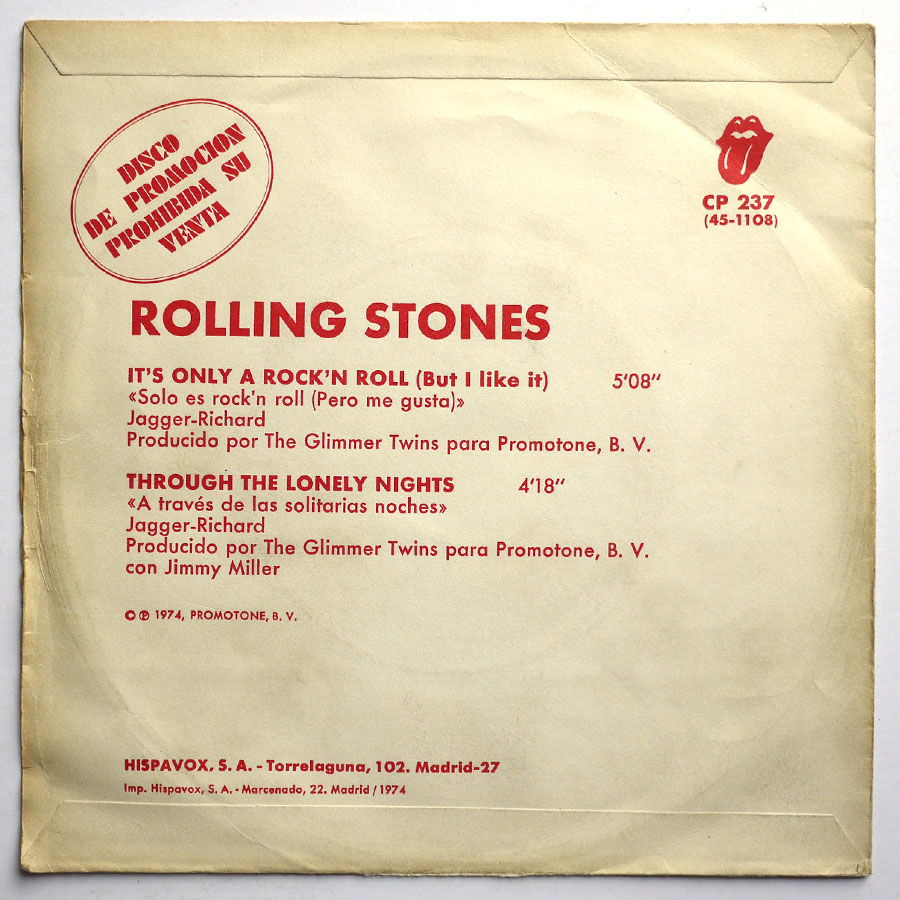 DISCO
DE PROMOCION
PROHIBIDA SU
VENTA
CP 237
(45-1108)
ROLLING STONES
IT'S ONLY A ROCK'N ROLL (But I like it) 5'08"
«Solo es rock'n roll (Pero me gusta)»
Jagger-Richard
Producido por The Glimmer Twins para Promotone, B. V.
THROUGH THE LONELY NIGHTS 4'18"
«A través de las solitarias noches»
Jagger-Richard
Producido por The Glimmer Twins para Promotone, B. V.
con Jimmy Miller
© ℗ 1974, PROMOTONE, B. V.
HISPAVOX, S. A. - Torrelaguna, 102. Madrid-27
Imp. Hispavox, S. A. - Marcenado, 22. Madrid / 1974